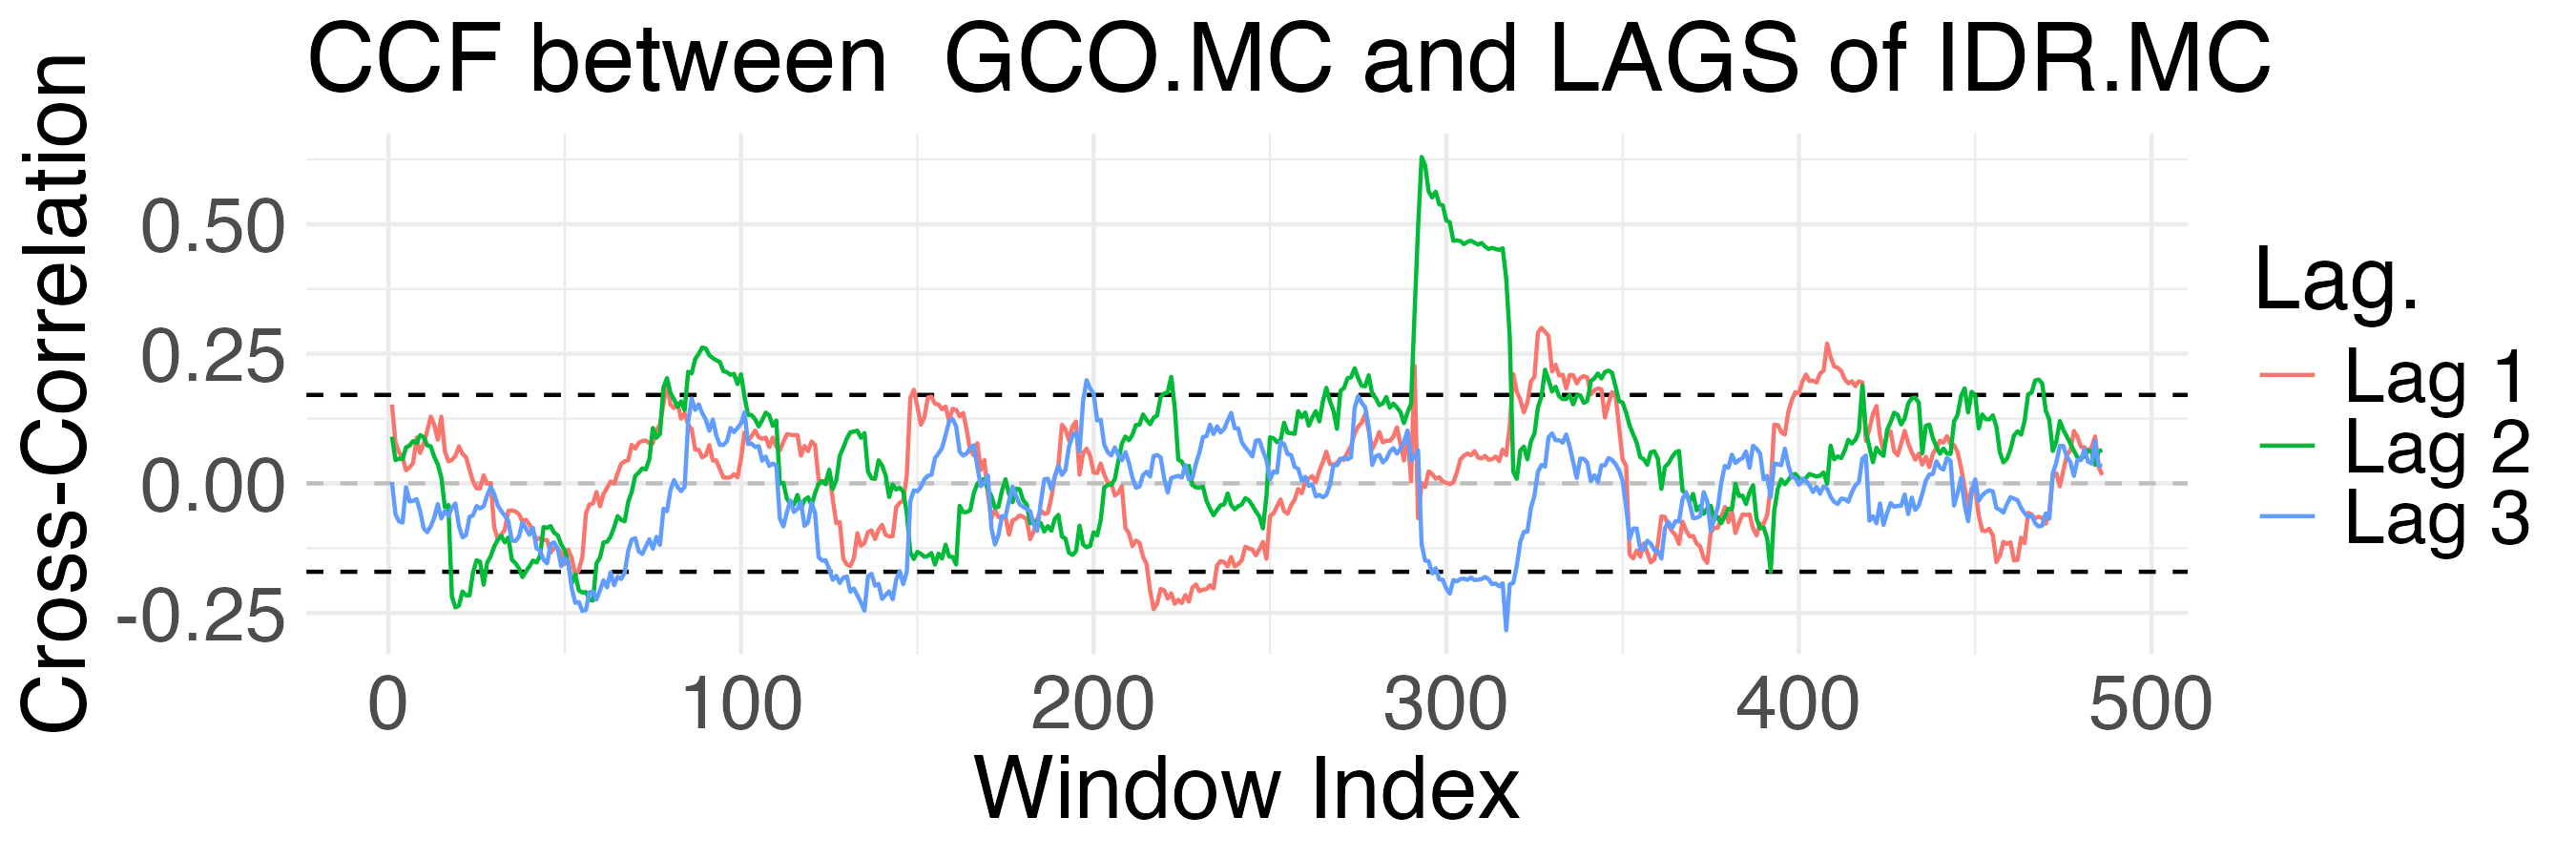 CCF between  GCO.MC and LAGS of IDR.MC
Cross-Correlation
0.50
0.25
0.00
-0.25
0
100
200
300
400
500
Window Index
Lag.
Lag 1
Lag 2
Lag 3